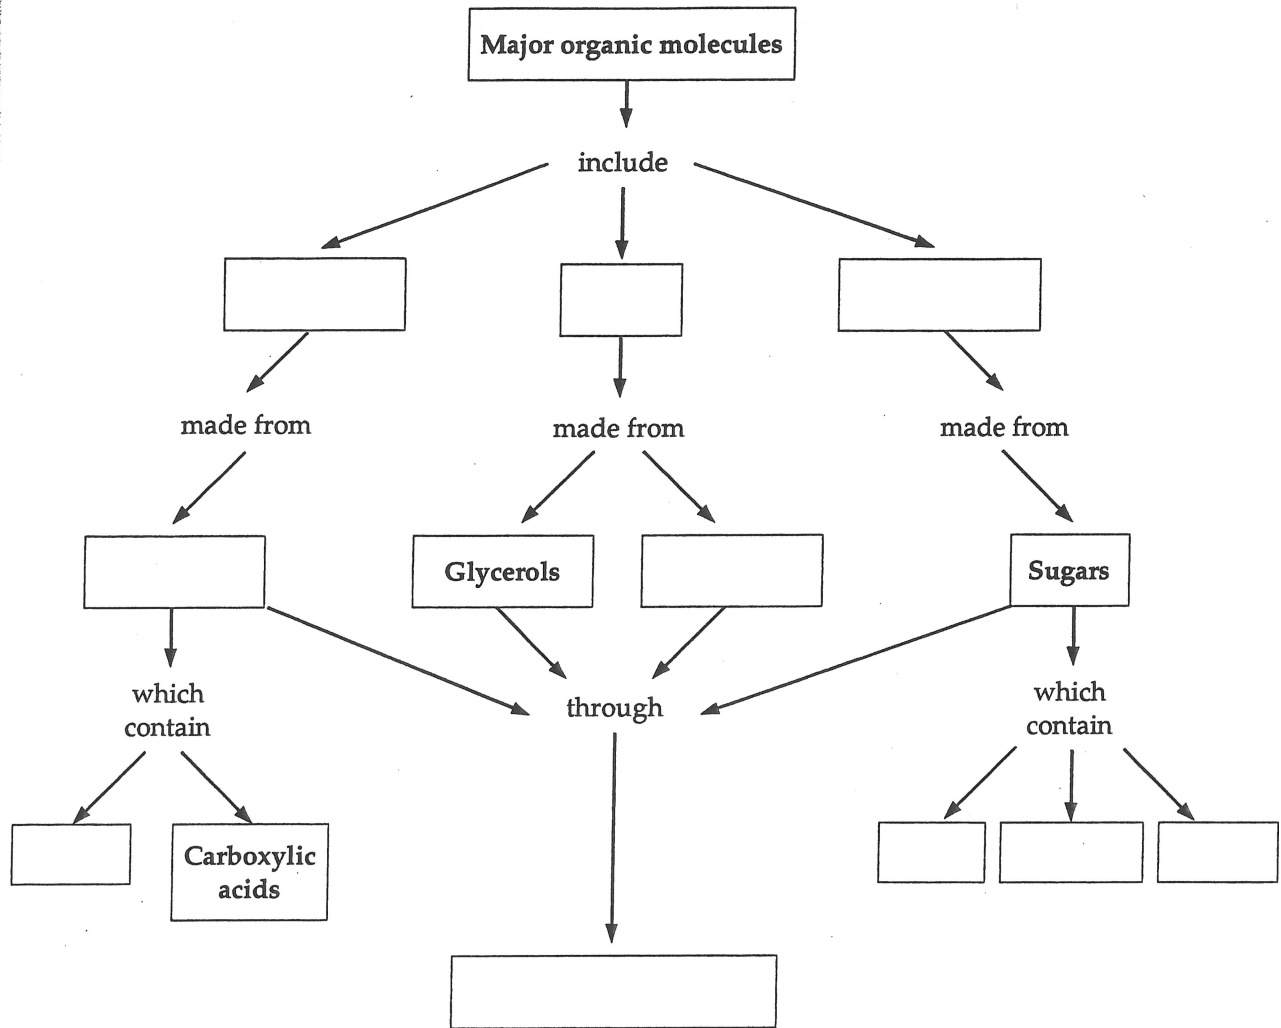 Major organic molecules
include
made from
made from
made from
Glycerols
Sugars
through
which
contain
which
contain
Carboxylic
acids